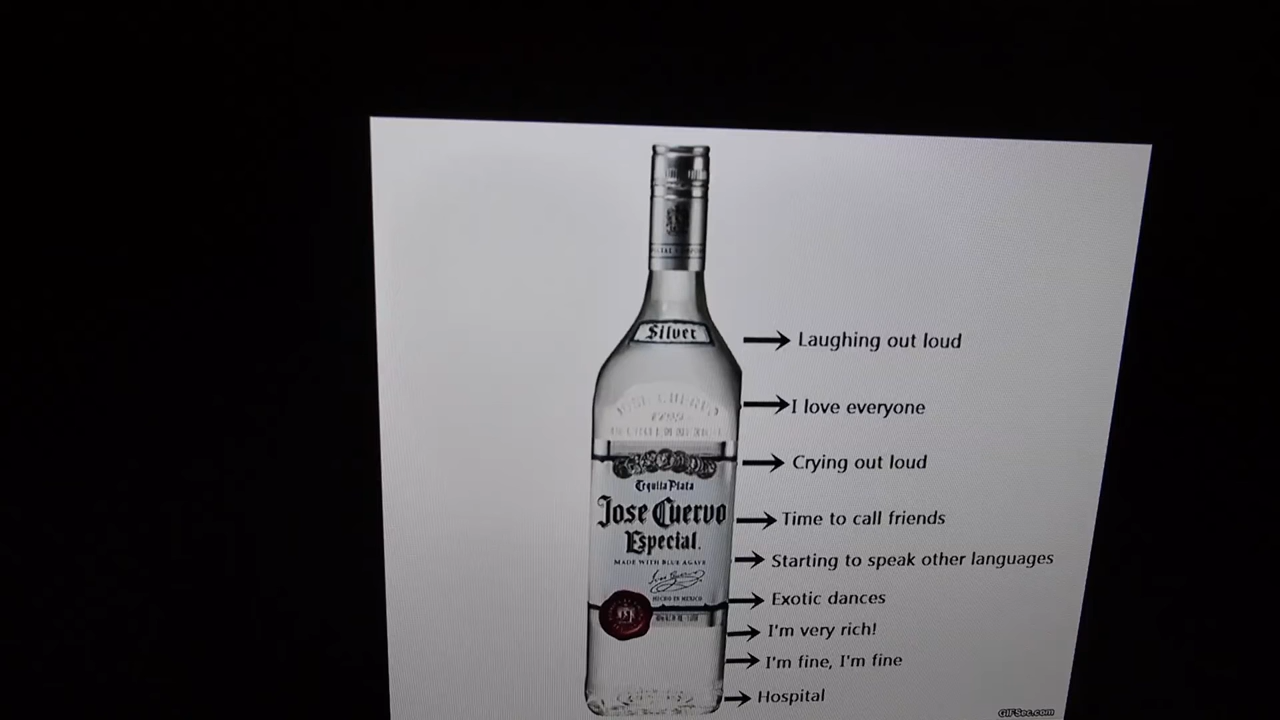 Silver
Laughing out loud
JOSE CUERVO
I love everyone
Crying out loud
Tequila Plata
Jose Cuervo
Especial.
Time to call friends
MADE WITH BLUE AGAVE
Starting to speak other languages
HECHO EN MEXICO
Exotic dances
I'm very rich!
I'm fine, I'm fine
Hospital
GIFSec.com